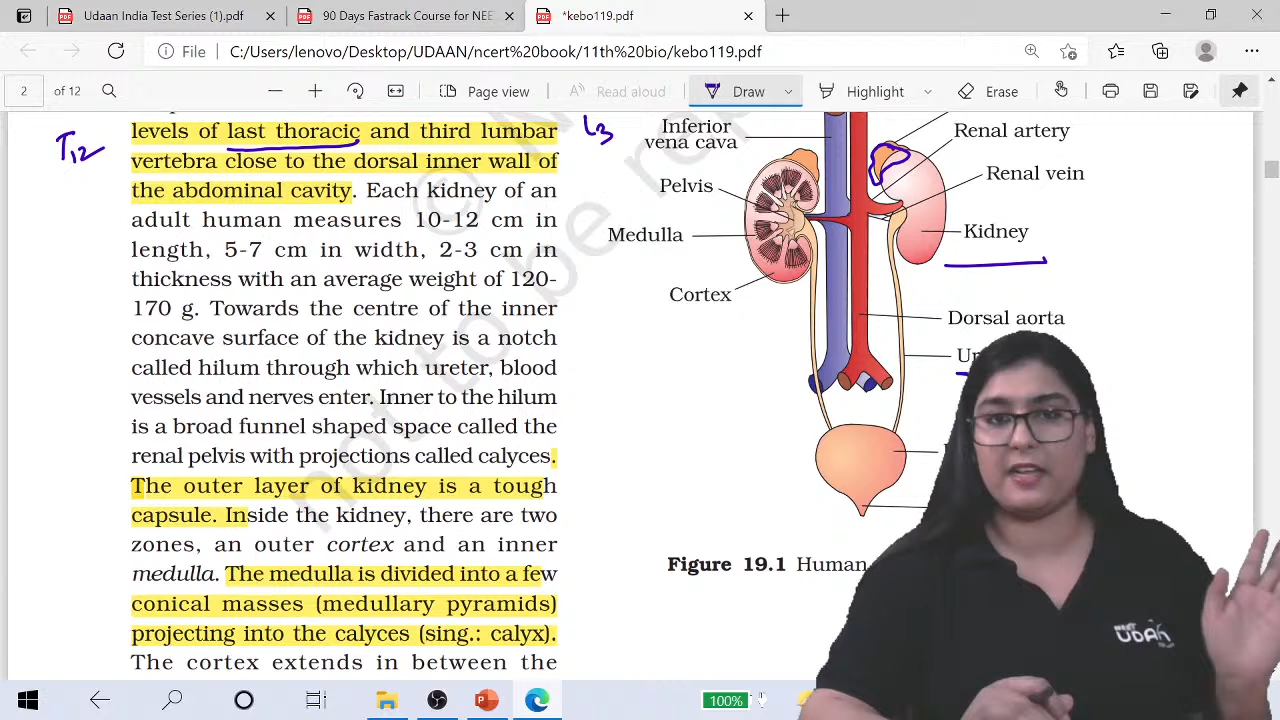 Udaan India Test Series (1).pdf
90 Days Fastrack Course for NEE
*kebo119.pdf
File
C:/Users/lenovo/Desktop/UDAAN/ncert%20book/11th%20bio/kebo119.pdf
2 of 12
Page view
Read aloud
Draw
Highlight
Erase
T12
L3
levels of last thoracic and third lumbar
vertebra close to the dorsal inner wall of
the abdominal cavity. Each kidney of an
adult human measures 10-12 cm in
length, 5-7 cm in width, 2-3 cm in
thickness with an average weight of 120-
170 g. Towards the centre of the inner
concave surface of the kidney is a notch
called hilum through which ureter, blood
vessels and nerves enter. Inner to the hilum
is a broad funnel shaped space called the
renal pelvis with projections called calyces.
The outer layer of kidney is a tough
capsule. Inside the kidney, there are two
zones, an outer cortex and an inner
medulla. The medulla is divided into a few
conical masses (medullary pyramids)
projecting into the calyces (sing.: calyx).
The cortex extends in between the
Inferior
vena cava
Pelvis
Medulla
Cortex
Renal artery
Renal vein
Kidney
Dorsal aorta
Figure 19.1 Human
not to be rep
UDAAN
100%